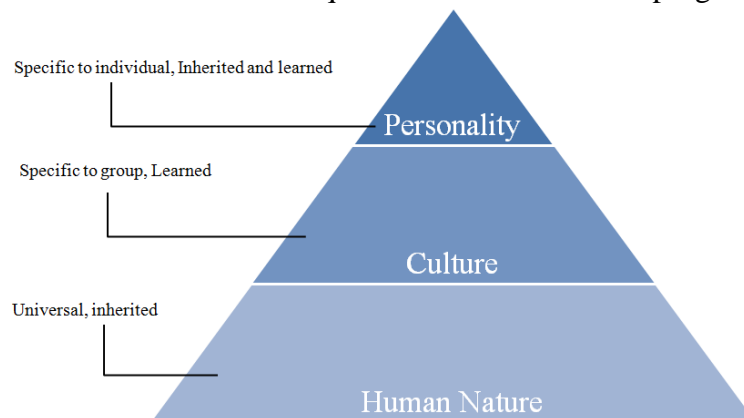 Specific to individual, Inherited and learned
Personality
Specific to group, Learned
Culture
Universal, inherited
Human Nature